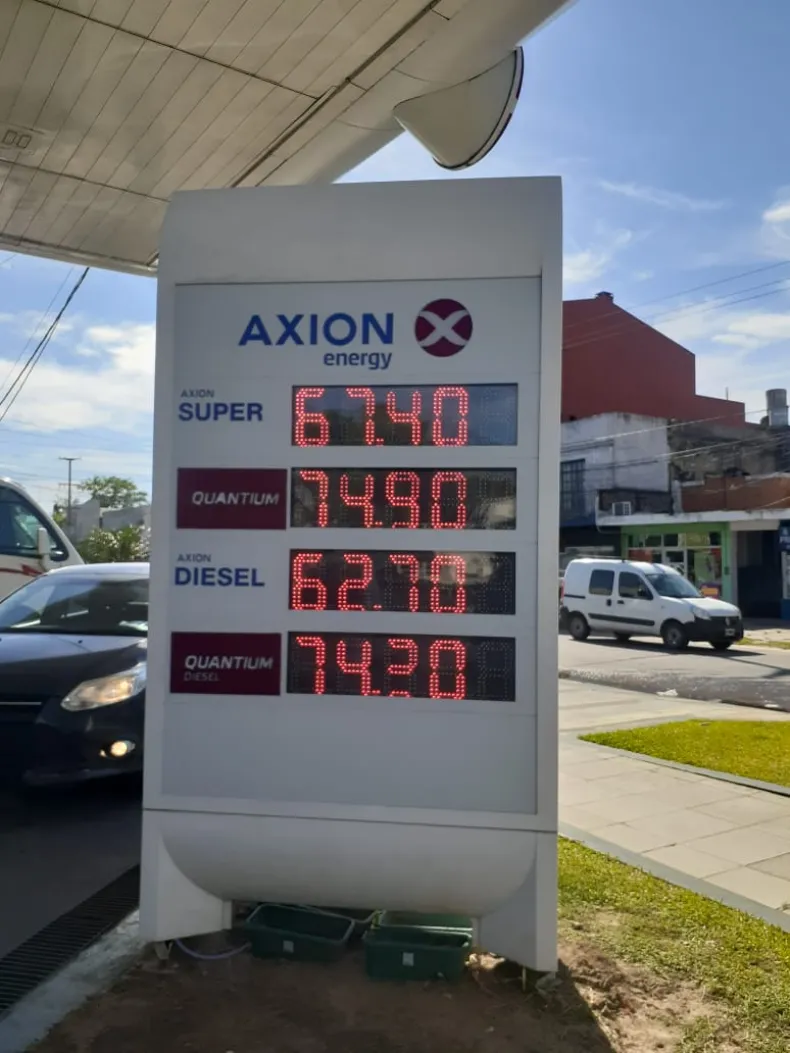 AXION
energy
AXION
SUPER 67.40
QUANTIUM 74.90
AXION
DIESEL 62.70
QUANTIUM
DIESEL 74.20